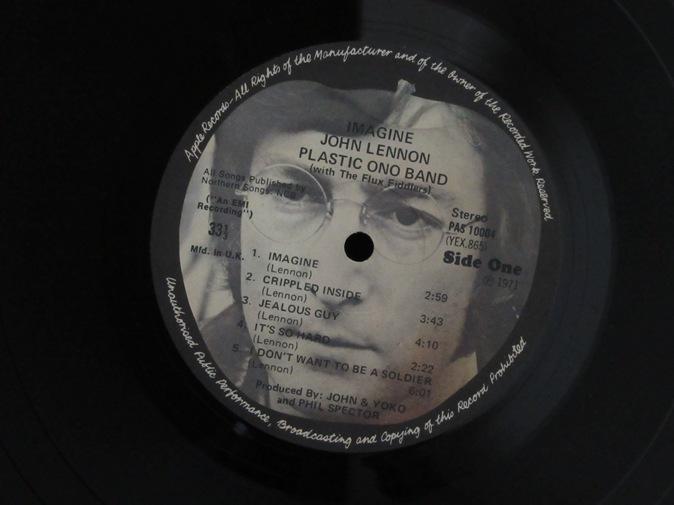 Apple Records-All Rights of the Manufacturer and of the Owner of the Recorded Work Reserved
IMAGINE
JOHN LENNON
PLASTIC ONO BAND
(with The Flux Fiddlers)
All Songs Published by
Northern Songs. NCB
("An EMI
Recording")
33⅓
Mfd. in U.K.
Stereo
PAS 10004
(YEX.865)
Side One
℗ 1971
1. IMAGINE
(Lennon) 2:59
2. CRIPPLED INSIDE
(Lennon) 3:43
3. JEALOUS GUY
(Lennon) 4:10
4. IT'S SO HARD
(Lennon) 2:22
5. I DON'T WANT TO BE A SOLDIER
(Lennon) 6:01
Produced By: JOHN & YOKO
and PHIL SPECTOR
Unauthorised Public Performance, Broadcasting and Copying of this Record Prohibited